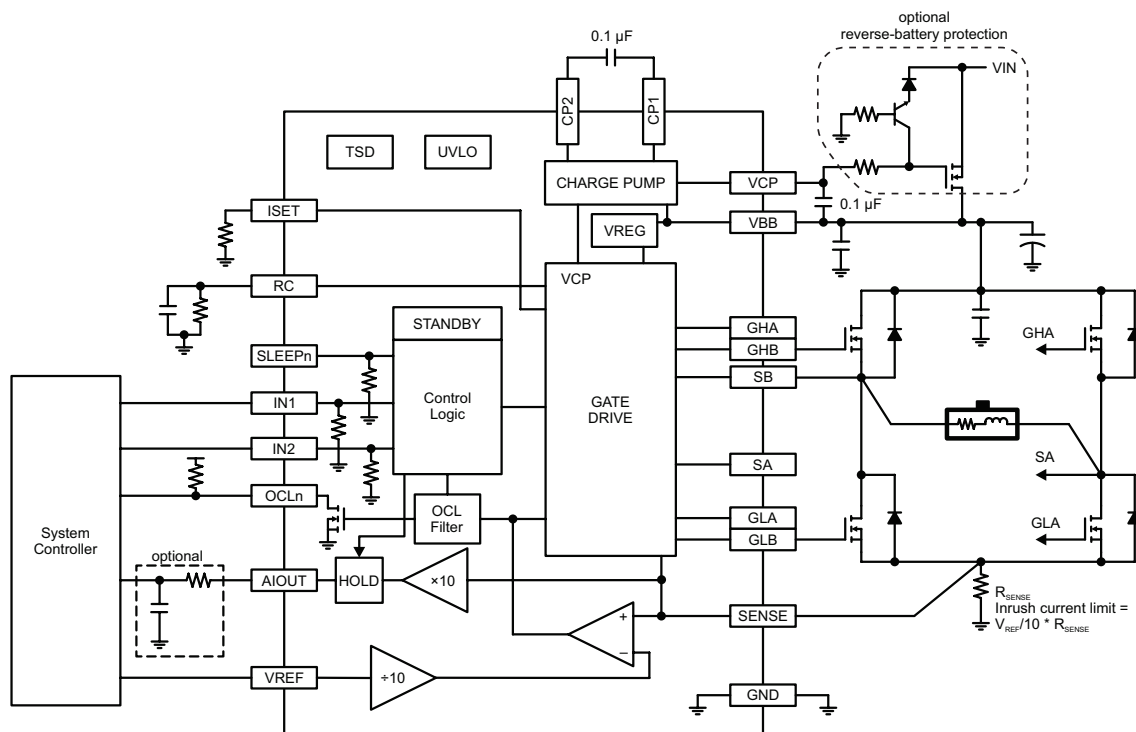 optional
reverse-battery protection
0.1 µF
VIN
CP2
CP1
TSD
UVLO
CHARGE PUMP
VCP
0.1 µF
ISET
VREG
VBB
VCP
RC
STANDBY
GHA
GHA
GHB
SLEEPn
SB
Control
Logic
GATE
DRIVE
IN1
IN2
SA
SA
OCLn
OCL
Filter
GLA
GLA
GLB
System
Controller
optional
AIOUT
HOLD
×10
SENSE
+
–
RSENSE
Inrush current limit =
VREF/10 * RSENSE
VREF
÷10
GND